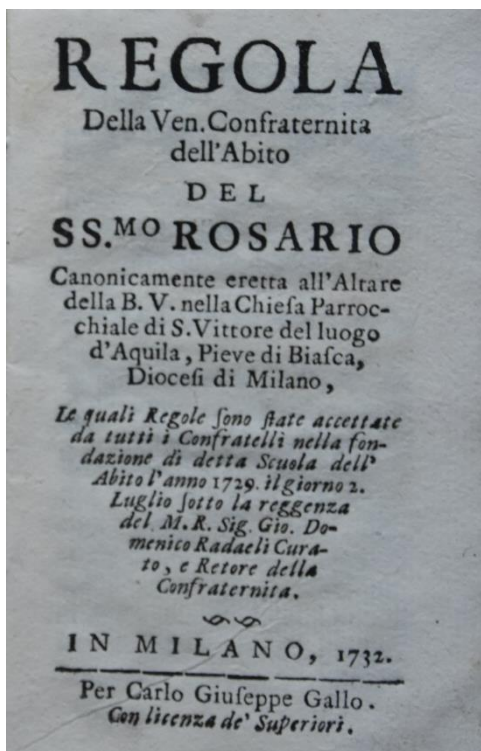 REGOLA
Della Ven. Confraternita
dell'Abito
DEL
SS.MO ROSARIO
Canonicamente eretta all'Altare
della B. V. nella Chieſa Parroc-
chiale di S. Vittore del luogo
d'Aquila, Pieve di Biaſca,
Dioceſi di Milano,
Le quali Regole ſono ſtate accettate
da tutti i Confratelli nella fon-
dazione di detta Scuola dell'
Abito l'anno 1729. il giorno 2.
Luglio ſotto la reggenza
del M. R. Sig. Gio. Do-
menico Radaeli Cura-
to, e Retore della
Confraternita.
IN MILANO, 1732.
Per Carlo Giuſeppe Gallo.
Con licenza de' Superiori.